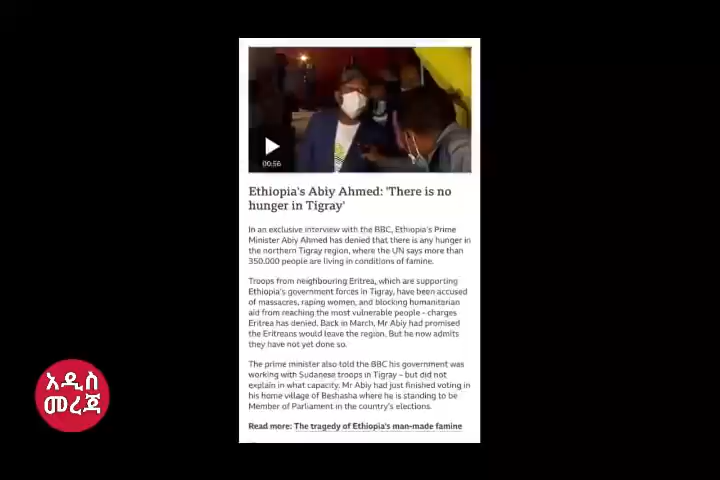 00:56
Ethiopia's Abiy Ahmed: 'There is no
hunger in Tigray'
In an exclusive interview with the BBC, Ethiopia's Prime
Minister Abiy Ahmed has denied that there is any hunger in
the northern Tigray region, where the UN says more than
350,000 people are living in conditions of famine.
Troops from neighbouring Eritrea, which are supporting
Ethiopia's government forces in Tigray, have been accused
of massacres, raping women, and blocking humanitarian
aid from reaching the most vulnerable people - charges
Eritrea has denied. Back in March, Mr Abiy had promised
the Eritreans would leave the region. But he now admits
they have not yet done so.
The prime minister also told the BBC his government was
working with Sudanese troops in Tigray - but did not
explain in what capacity. Mr Abiy had just finished voting in
his home village of Beshasha where he is standing to be
Member of Parliament in the country's elections.
Read more: The tragedy of Ethiopia's man-made famine
አዲስ
መረጃ